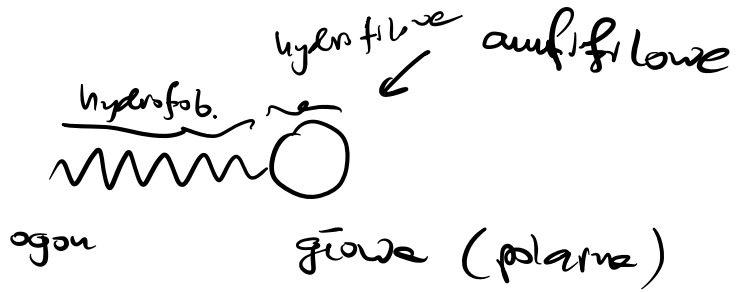 hydrofilowe
amfifilowe
hydrofob.
ogon
głowa (polarna)